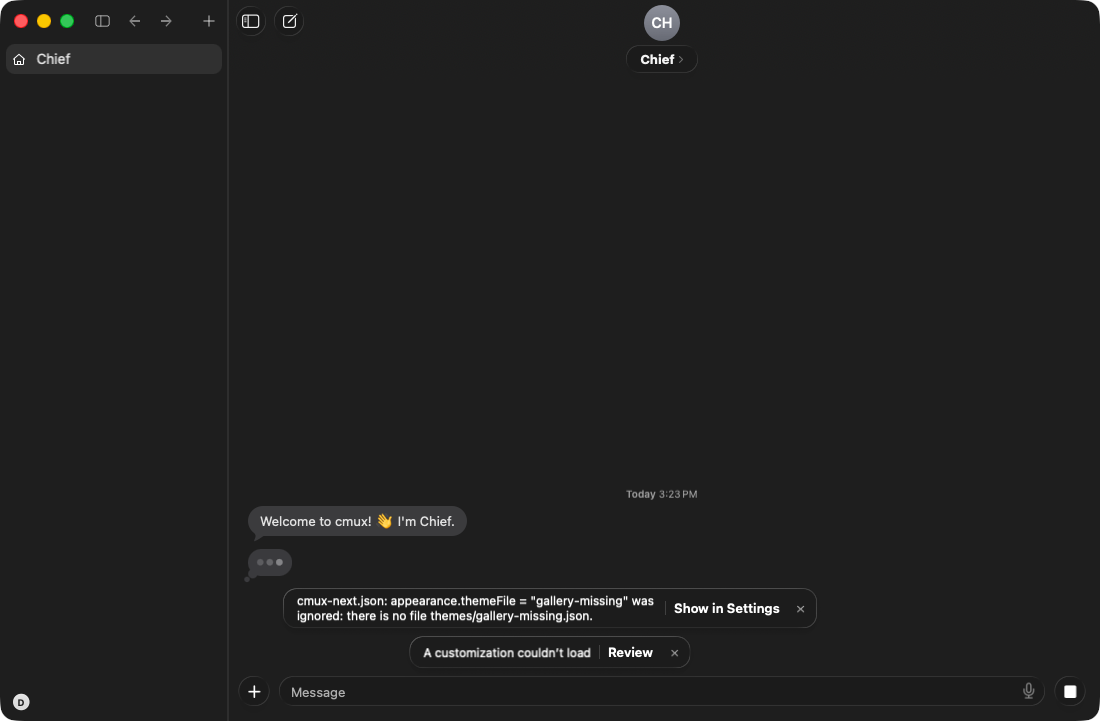 Chief
CH
Chief
Today 3:23 PM
Welcome to cmux! 👋 I'm Chief.
cmux-next.json: appearance.themeFile = "gallery-missing" was
ignored: there is no file themes/gallery-missing.json.
Show in Settings
A customization couldn’t load
Review
Message
D